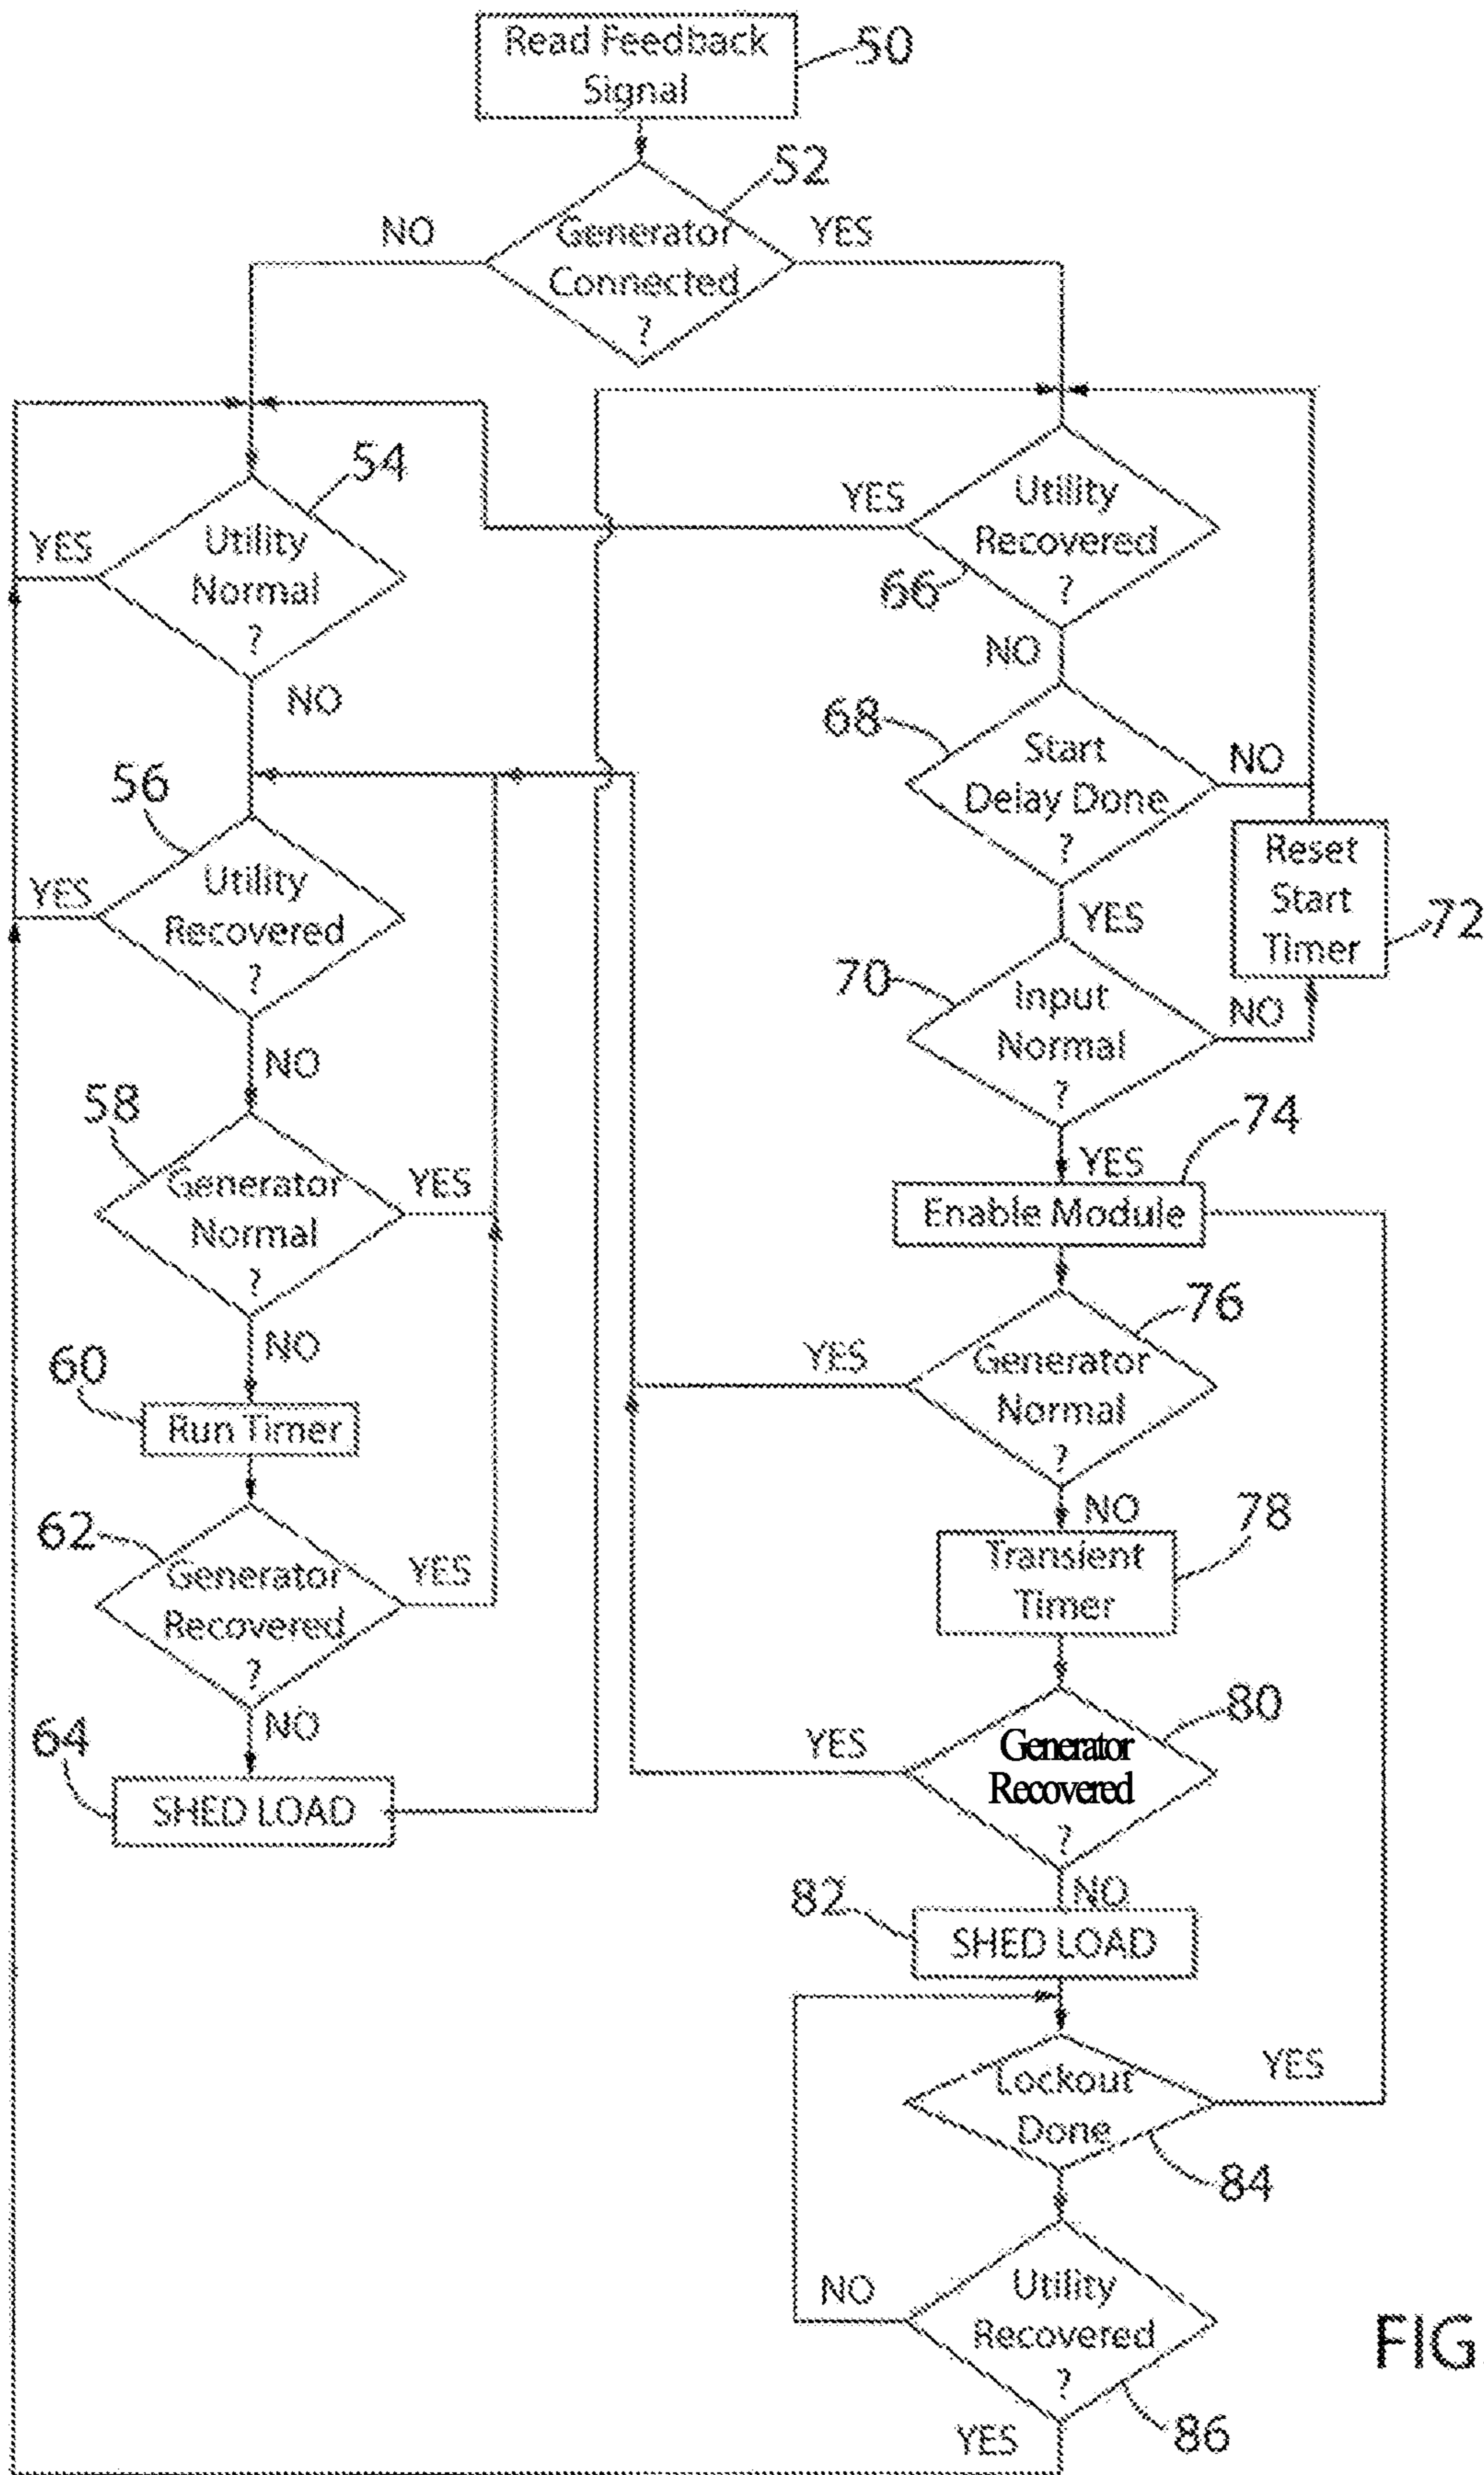 Read Feedback
Signal
50
52
Generator
Connected
?
NO
YES
54
Utility
Normal
?
YES
NO
56
Utility
Recovered
?
YES
NO
58
Generator
Normal
?
YES
NO
60
Run Timer
62
Generator
Recovered
?
YES
NO
64
SHED LOAD
YES
Utility
Recovered
?
66
NO
68
Start
Delay Done
?
NO
YES
Reset
Start
Timer
72
70
Input
Normal
?
NO
YES
74
Enable Module
76
Generator
Normal
?
YES
NO
78
Transient
Timer
80
Generator
Recovered
?
YES
NO
82
SHED LOAD
Lockout
Done
YES
84
Utility
Recovered
?
NO
YES
86
FIG